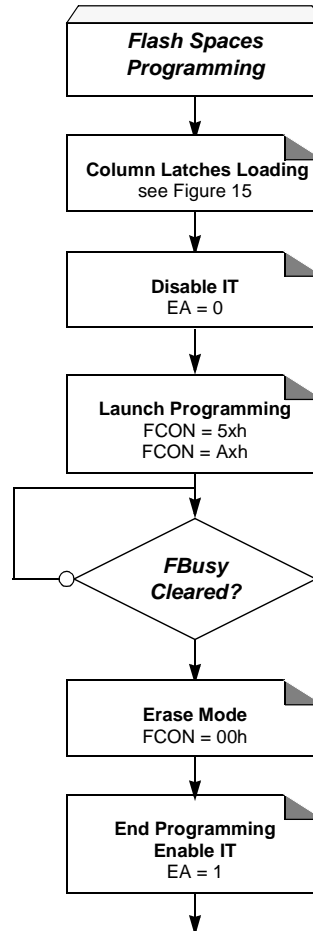 Flash Spaces
Programming
Column Latches Loading
see Figure 15
Disable IT
EA = 0
Launch Programming
FCON = 5xh
FCON = Axh
FBusy
Cleared?
Erase Mode
FCON = 00h
End Programming
Enable IT
EA = 1